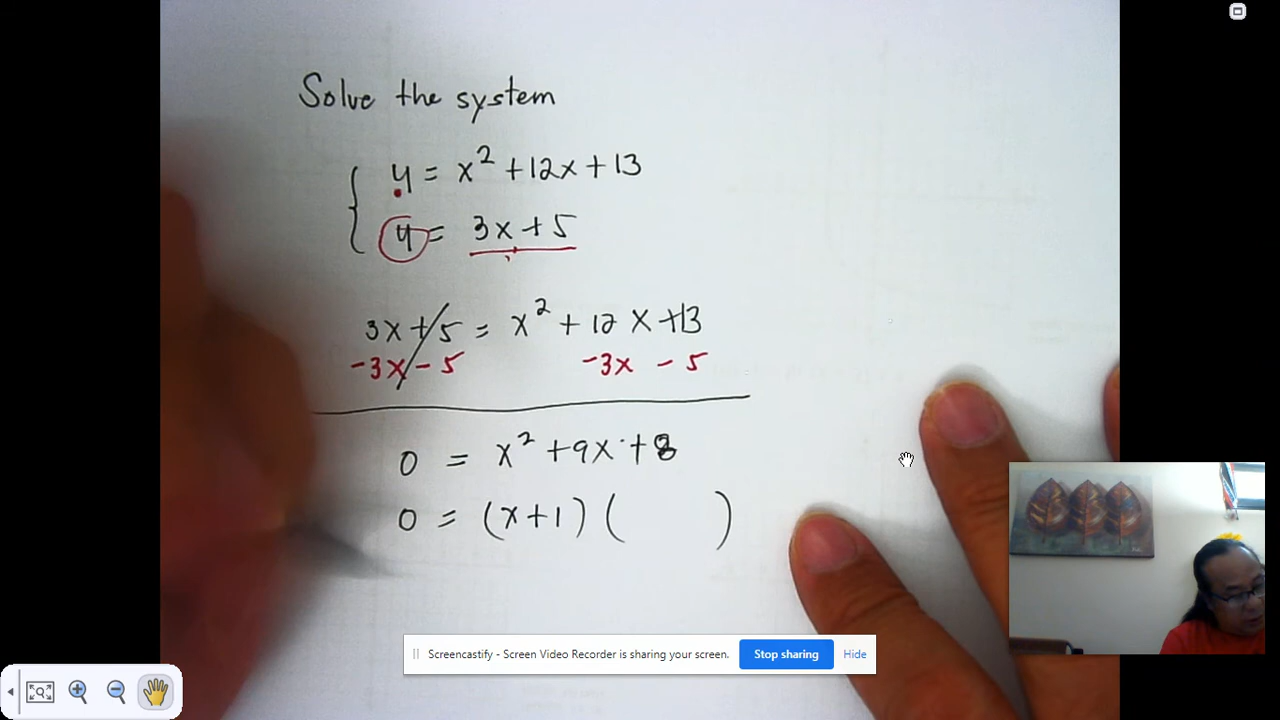 Solve the system
y = x² + 12x + 13
y = 3x + 5
3x + 5 = x² + 12x + 13
-3x - 5 -3x - 5
0 = x² + 9x + 8
0 = (x + 1) ( )
Screencastify - Screen Video Recorder is sharing your screen. Stop sharing Hide